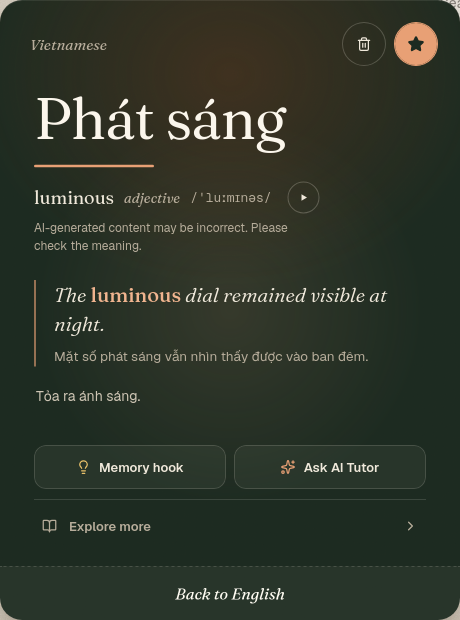 Vietnamese
Phát sáng
luminous adjective /ˈluːmɪnəs/
AI-generated content may be incorrect. Please
check the meaning.
The luminous dial remained visible at
night.
Mặt số phát sáng vẫn nhìn thấy được vào ban đêm.
Tỏa ra ánh sáng.
Memory hook
Ask AI Tutor
Explore more
Back to English